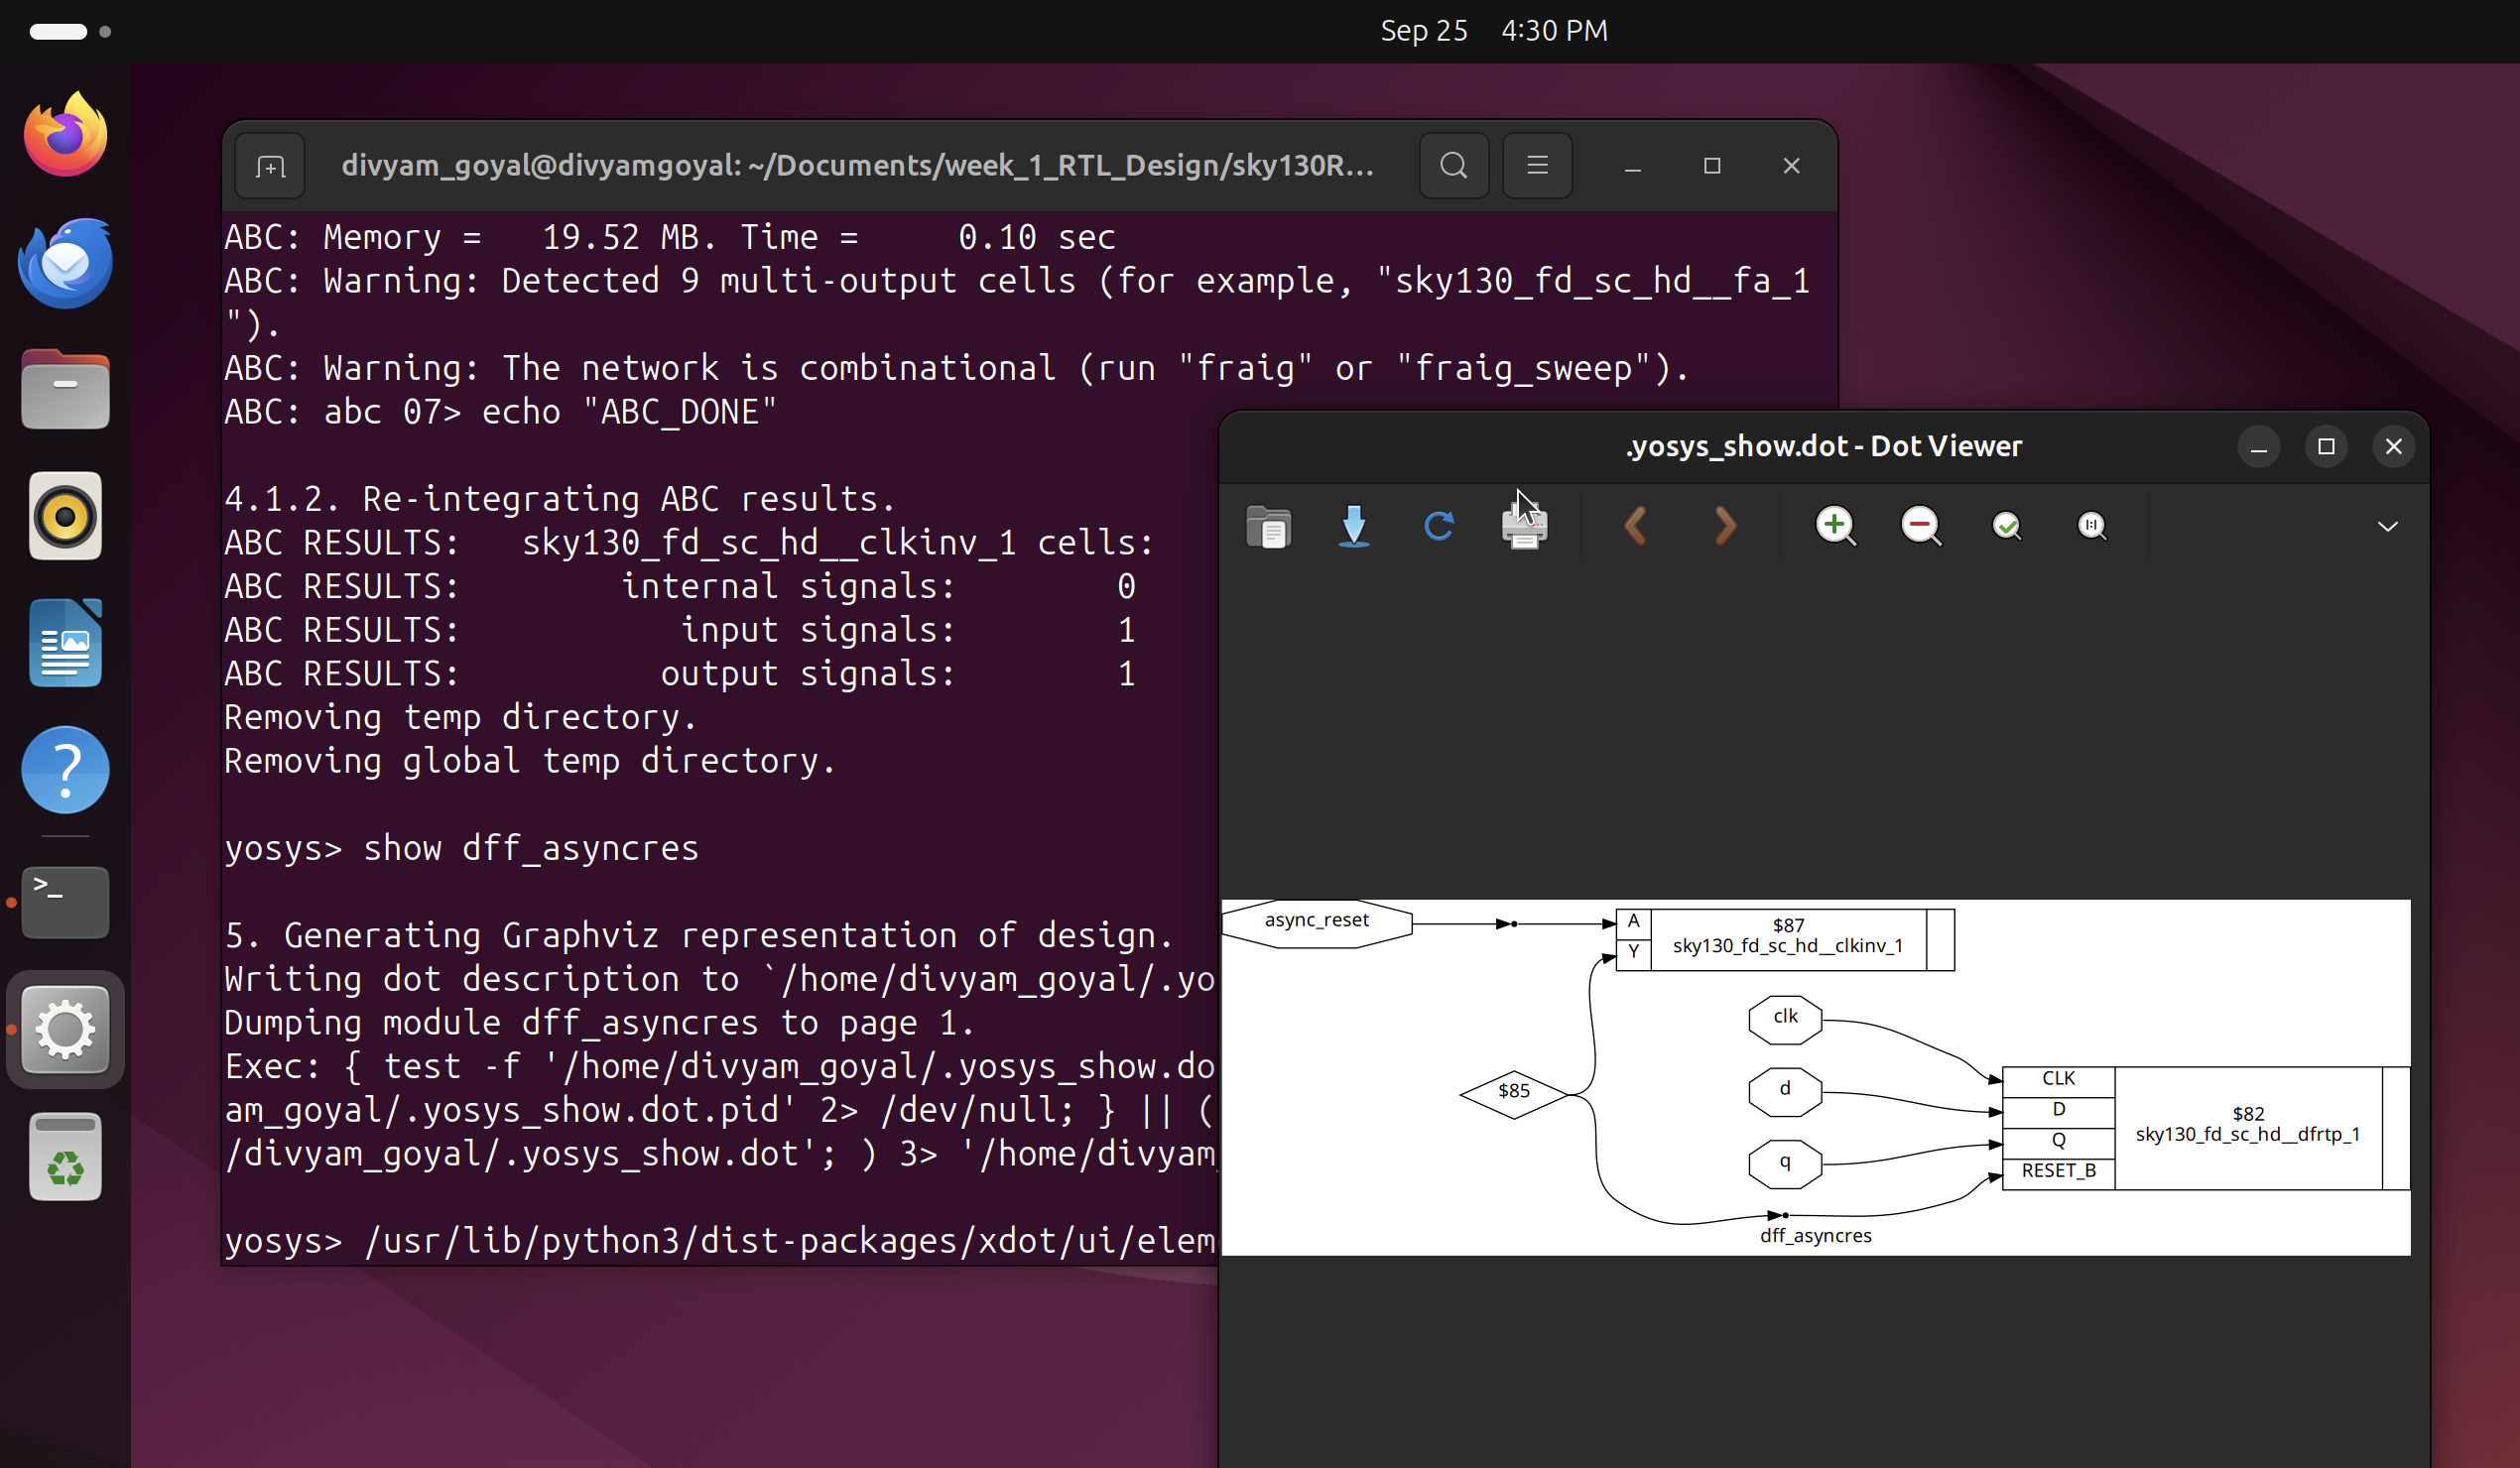 Sep 25 4:30 PM
divyam_goyal@divyamgoyal: ~/Documents/week_1_RTL_Design/sky130R...
ABC: Memory =   19.52 MB. Time =     0.10 sec
ABC: Warning: Detected 9 multi-output cells (for example, "sky130_fd_sc_hd__fa_1
").
ABC: Warning: The network is combinational (run "fraig" or "fraig_sweep").
ABC: abc 07> echo "ABC_DONE"
4.1.2. Re-integrating ABC results.
ABC RESULTS:   sky130_fd_sc_hd__clkinv_1 cells:
ABC RESULTS:        internal signals:        0
ABC RESULTS:           input signals:        1
ABC RESULTS:          output signals:        1
Removing temp directory.
Removing global temp directory.
yosys> show dff_asyncres
5. Generating Graphviz representation of design.
Writing dot description to `/home/divyam_goyal/.yo
Dumping module dff_asyncres to page 1.
Exec: { test -f '/home/divyam_goyal/.yosys_show.do
am_goyal/.yosys_show.dot.pid' 2> /dev/null; } || (
/divyam_goyal/.yosys_show.dot'; ) 3> '/home/divyam
yosys> /usr/lib/python3/dist-packages/xdot/ui/elem
.yosys_show.dot - Dot Viewer
async_reset
A
Y
$87
sky130_fd_sc_hd__clkinv_1
clk
$85
d
q
CLK
D
Q
RESET_B
$82
sky130_fd_sc_hd__dfrtp_1
dff_asyncres